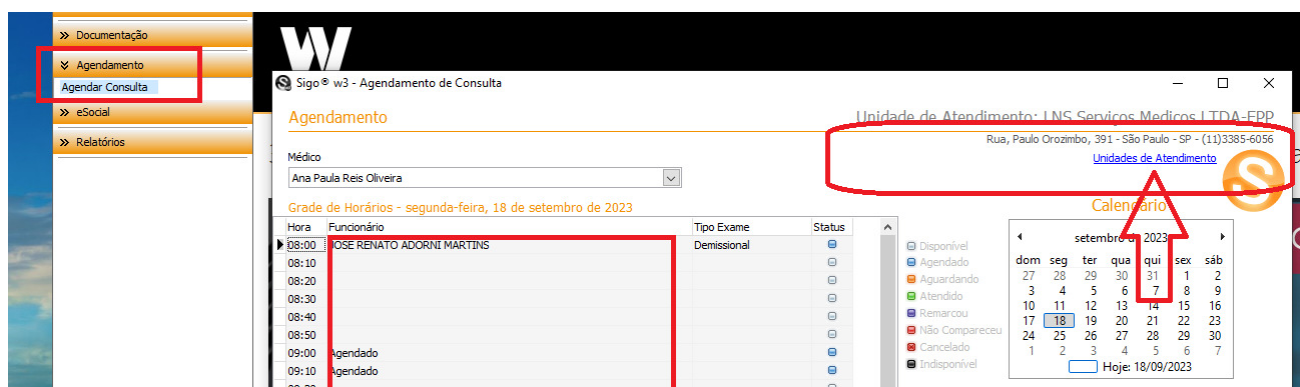 Documentação
Agendamento
Agendar Consulta
eSocial
Relatórios
W
Sigo® w3 - Agendamento de Consulta
Agendamento
Unidade de Atendimento: LNS Serviços Medicos LTDA-EPP
Rua, Paulo Orozimbo, 391 - São Paulo - SP - (11)3385-6056
Unidades de Atendimento
Médico
Ana Paula Reis Oliveira
Grade de Horários - segunda-feira, 18 de setembro de 2023
Hora Funcionário Tipo Exame Status
08:00 JOSE RENATO ADORNI MARTINS Demissional
08:10
08:20
08:30
08:40
08:50
09:00 Agendado
09:10 Agendado
Disponível
Agendado
Aguardando
Atendido
Remarcou
Não Compareceu
Cancelado
Indisponível
Calendário
setembro de 2023
dom seg ter qua qui sex sáb
27 28 29 30 31 1 2
3 4 5 6 7 8 9
10 11 12 13 14 15 16
17 18 19 20 21 22 23
24 25 26 27 28 29 30
1 2 3 4 5 6 7
Hoje: 18/09/2023